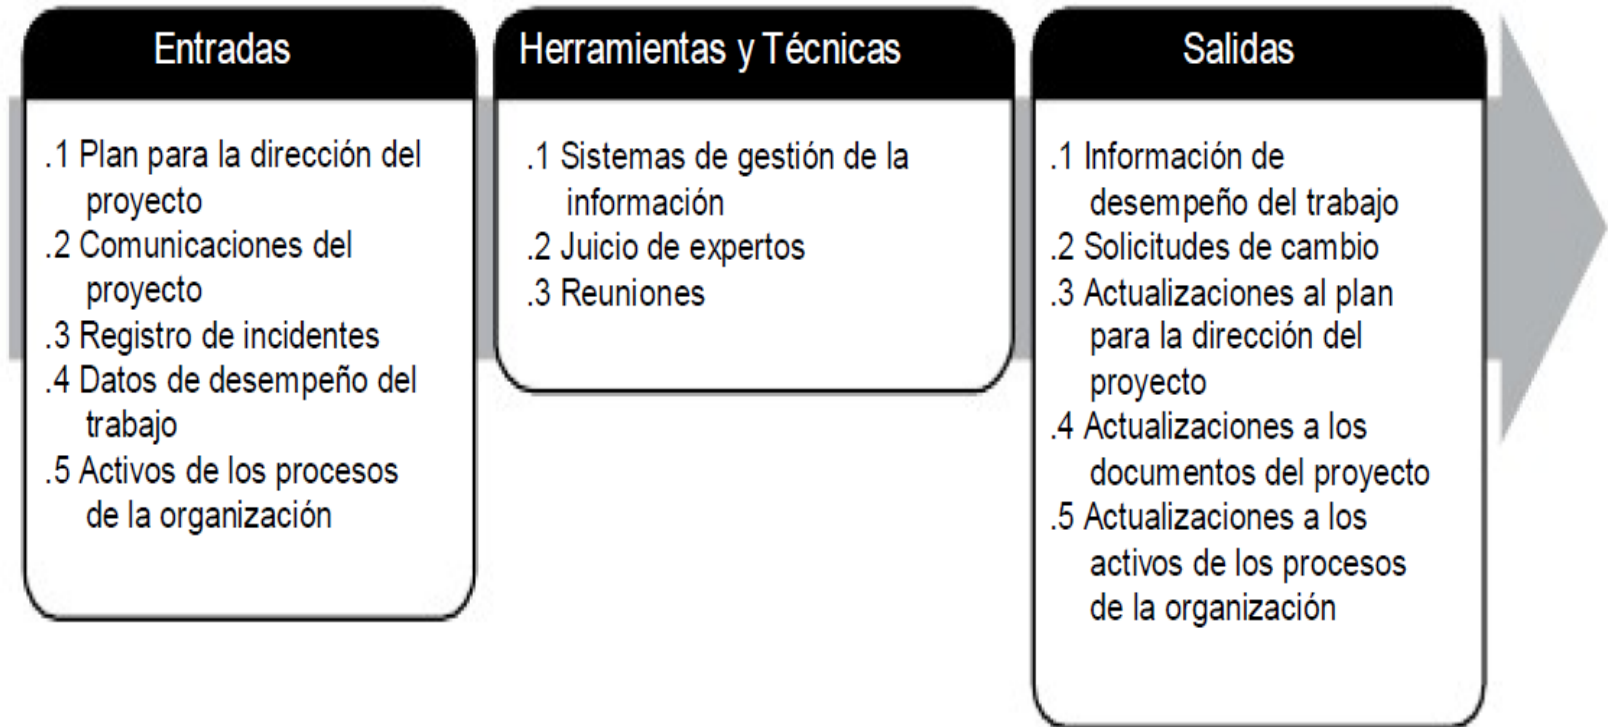 Entradas
.1 Plan para la dirección del
proyecto
.2 Comunicaciones del
proyecto
.3 Registro de incidentes
.4 Datos de desempeño del
trabajo
.5 Activos de los procesos
de la organización
Herramientas y Técnicas
.1 Sistemas de gestión de la
información
.2 Juicio de expertos
.3 Reuniones
Salidas
.1 Información de
desempeño del trabajo
.2 Solicitudes de cambio
.3 Actualizaciones al plan
para la dirección del
proyecto
.4 Actualizaciones a los
documentos del proyecto
.5 Actualizaciones a los
activos de los procesos
de la organización